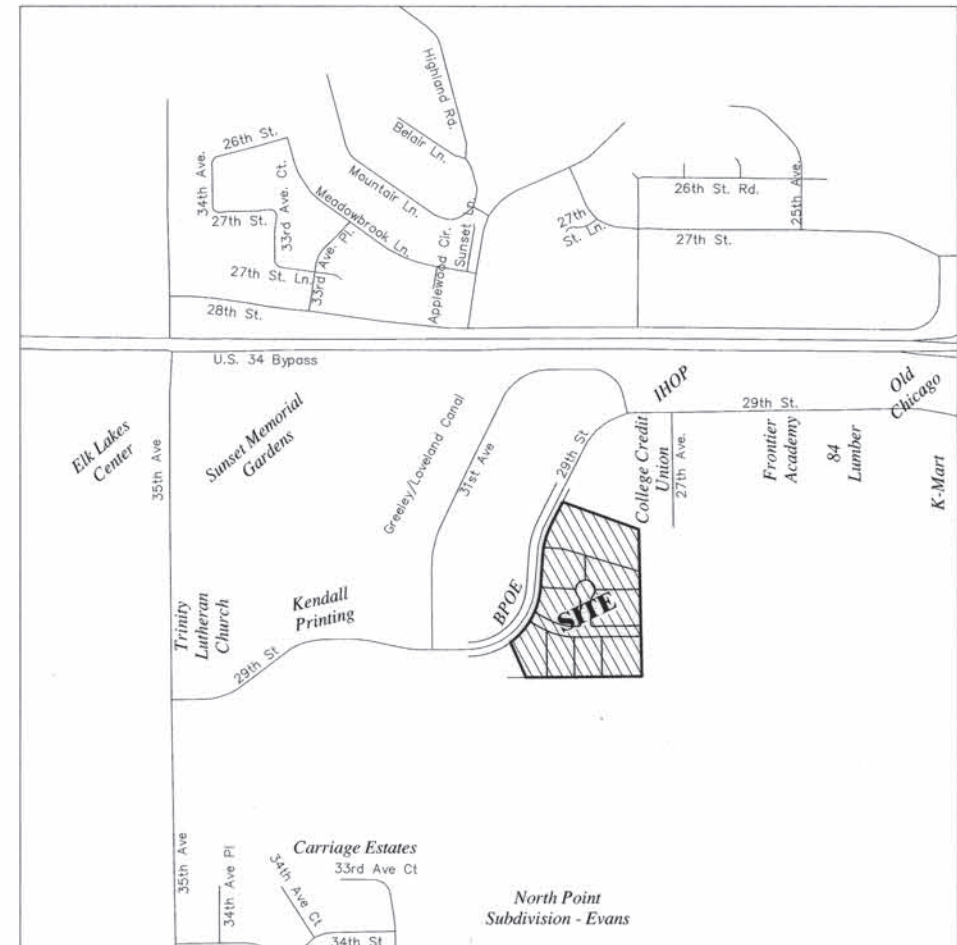 Highland Rd.
Belair Ln.
26th St.
34th Ave.
33rd Ave. Ct.
Mountair Ln.
Meadowbrook Ln.
27th St.
27th St. Ln.
33rd Ave. Pl.
Applewood Cir.
Sunset Ln.
27th
St. Ln.
26th St. Rd.
25th Ave.
27th St.
28th St.
U.S. 34 Bypass
Elk Lakes
Center
35th Ave
Sunset Memorial
Gardens
Greeley/Loveland Canal
31st Ave
29th St
IHOP
College Credit
Union
27th Ave.
29th St.
Frontier
Academy
84
Lumber
Old
Chicago
K-Mart
BPOE
SITE
Trinity
Lutheran
Church
Kendall
Printing
29th St
35th Ave
34th Ave Pl
34th Ave Ct
Carriage Estates
33rd Ave Ct
34th St
North Point
Subdivision - Evans